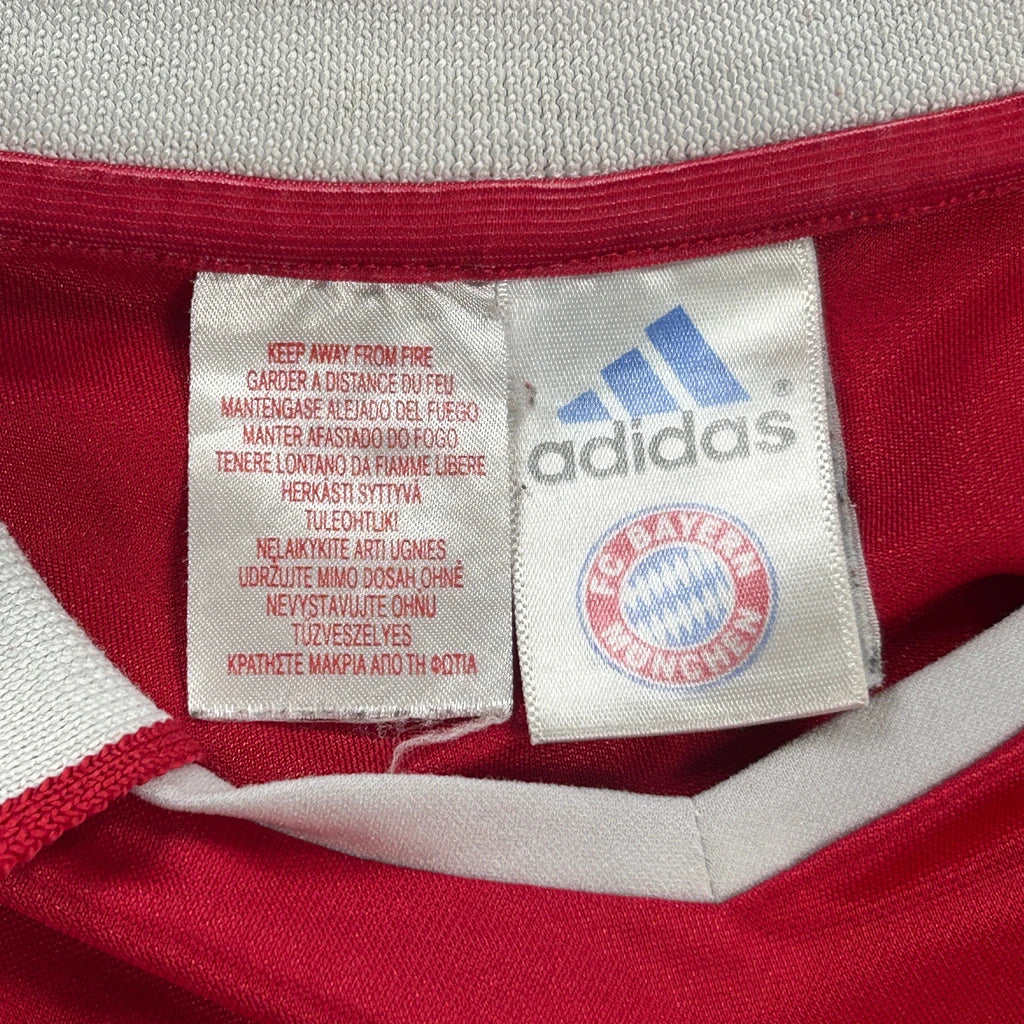 KEEP AWAY FROM FIRE
GARDER A DISTANCE DU FEU
MANTENGASE ALEJADO DEL FUEGO
MANTER AFASTADO DO FOGO
TENERE LONTANO DA FIAMME LIBERE
HERKÄSTI SYTTYVÄ
TULEOHTLIK!
NELAIKYKITE ARTI UGNIES
UDRŽUJTE MIMO DOSAH OHNĚ
NEVYSTAVUJTE OHNU
TŰZVESZÉLYES
ΚΡΑΤΗΣΤΕ ΜΑΚΡΙΑ ΑΠΟ ΤΗ ΦΩΤΙΑ
adidas®
FC BAYERN
MÜNCHEN